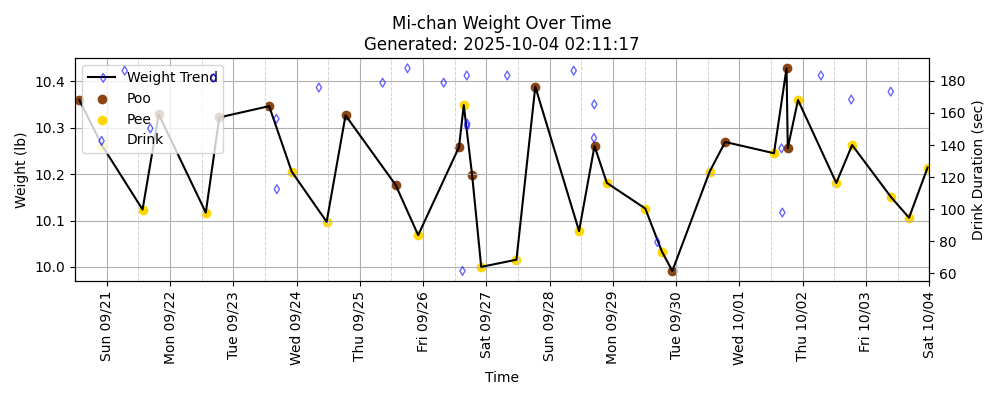 Mi-chan Weight Over Time
Generated: 2025-10-04 02:11:17
Weight (lb)
10.4
10.3
10.2
10.1
10.0
Weight Trend
Poo
Pee
Drink
180
160
140
120
100
80
60
Drink Duration (sec)
Sun 09/21
Mon 09/22
Tue 09/23
Wed 09/24
Thu 09/25
Fri 09/26
Sat 09/27
Sun 09/28
Mon 09/29
Tue 09/30
Wed 10/01
Thu 10/02
Fri 10/03
Sat 10/04
Time